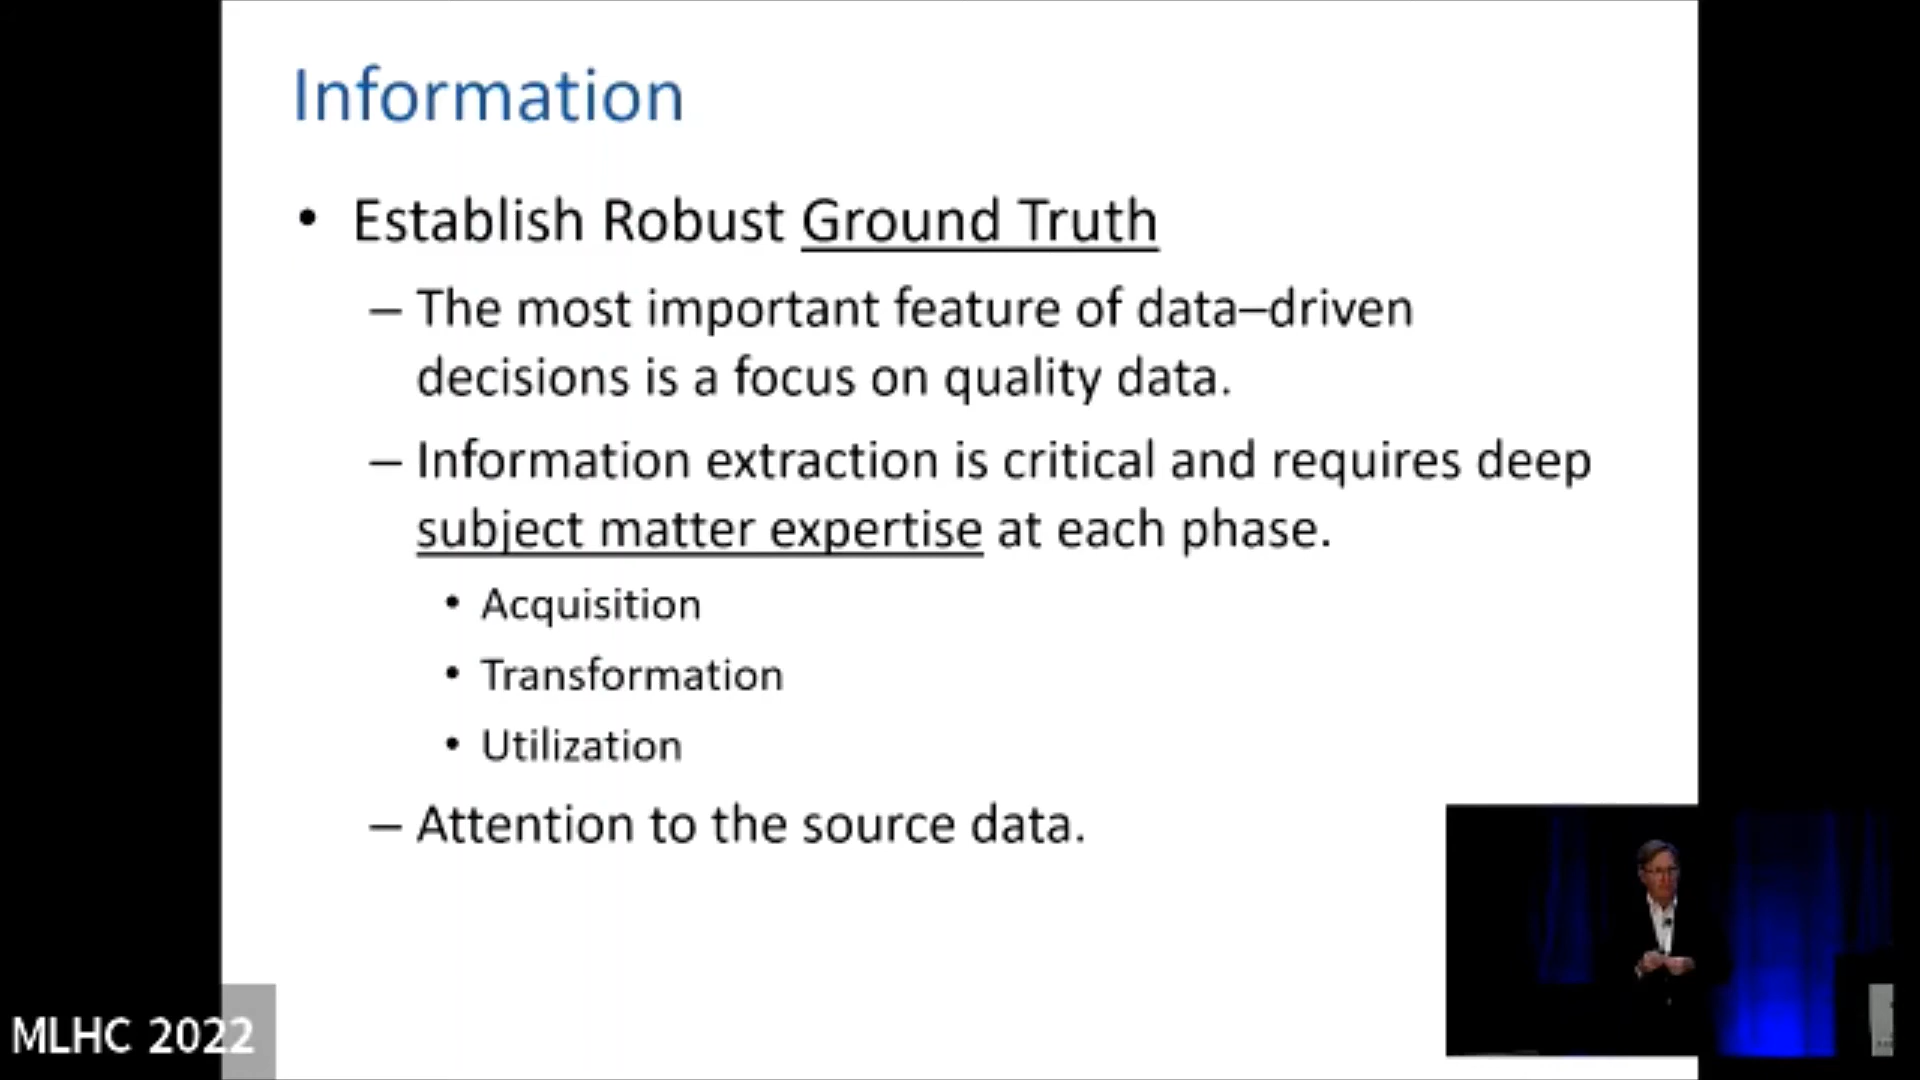 Information
• Establish Robust Ground Truth
– The most important feature of data–driven
decisions is a focus on quality data.
– Information extraction is critical and requires deep
subject matter expertise at each phase.
• Acquisition
• Transformation
• Utilization
– Attention to the source data.
MLHC 2022